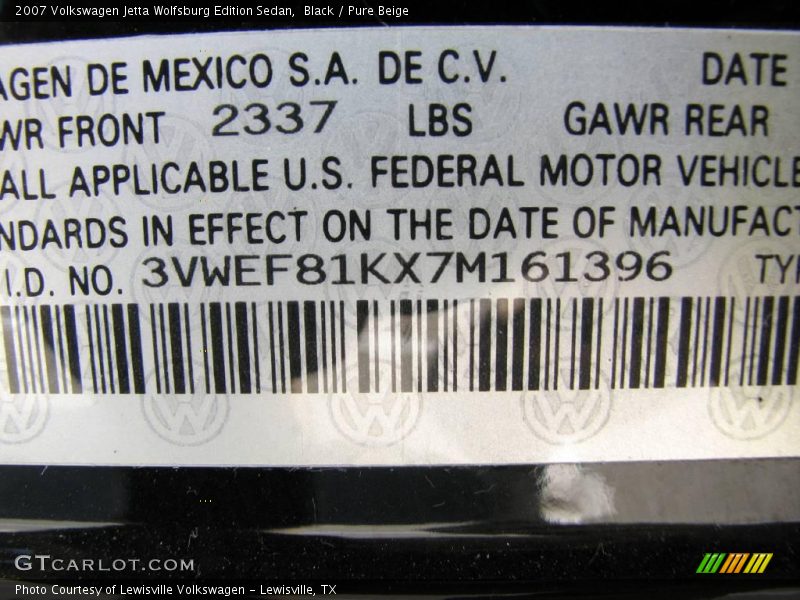 2007 Volkswagen Jetta Wolfsburg Edition Sedan, Black / Pure Beige
AGEN DE MEXICO S.A. DE C.V. DATE
WR FRONT 2337 LBS GAWR REAR
ALL APPLICABLE U.S. FEDERAL MOTOR VEHICLE
NDARDS IN EFFECT ON THE DATE OF MANUFACT
I.D. NO. 3VWEF81KX7M161396 TYP
GTCARLOT.COM
Photo Courtesy of Lewisville Volkswagen - Lewisville, TX